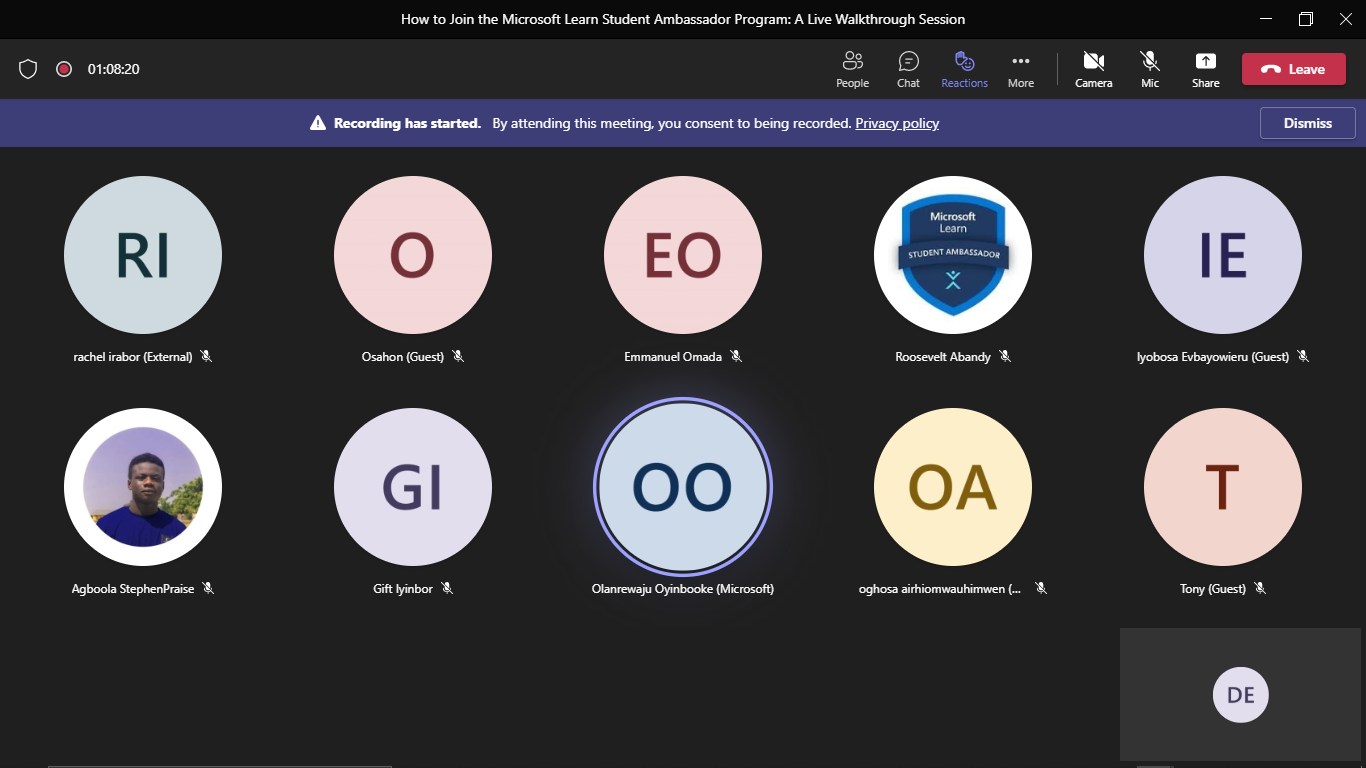 How to Join the Microsoft Learn Student Ambassador Program: A Live Walkthrough Session
01:08:20
People
Chat
Reactions
More
Camera
Mic
Share
Leave
Recording has started. By attending this meeting, you consent to being recorded. Privacy policy
Dismiss
RI
O
EO
Microsoft
Learn
STUDENT AMBASSADOR
IE
rachel irabor (External)
Osahon (Guest)
Emmanuel Omada
Roosevelt Abandy
Iyobosa Evbayowieru (Guest)
GI
OO
OA
T
Agboola StephenPraise
Gift Iyinbor
Olanrewaju Oyinbooke (Microsoft)
oghosa airhiomwauhimwen (...
Tony (Guest)
DE